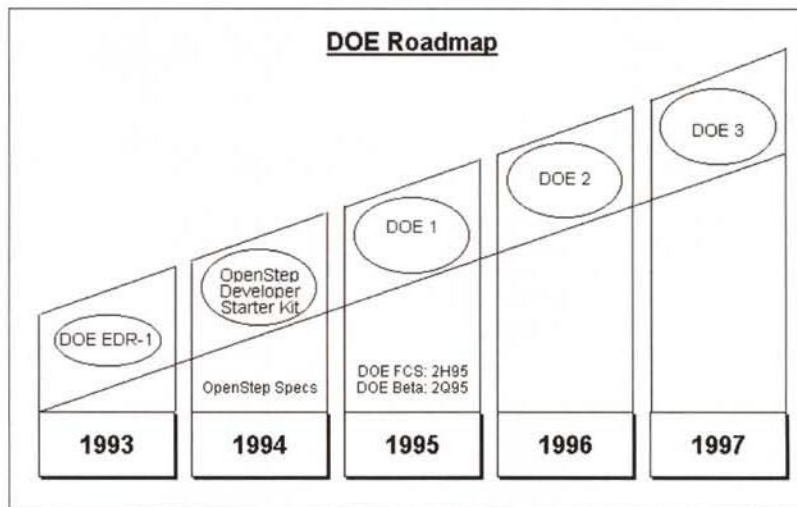 DOE Roadmap
DOE EDR-1
OpenStep
Developer
Starter Kit
DOE 1
DOE 2
DOE 3
OpenStep Specs
DOE FCS: 2H95
DOE Beta: 2Q95
1993
1994
1995
1996
1997